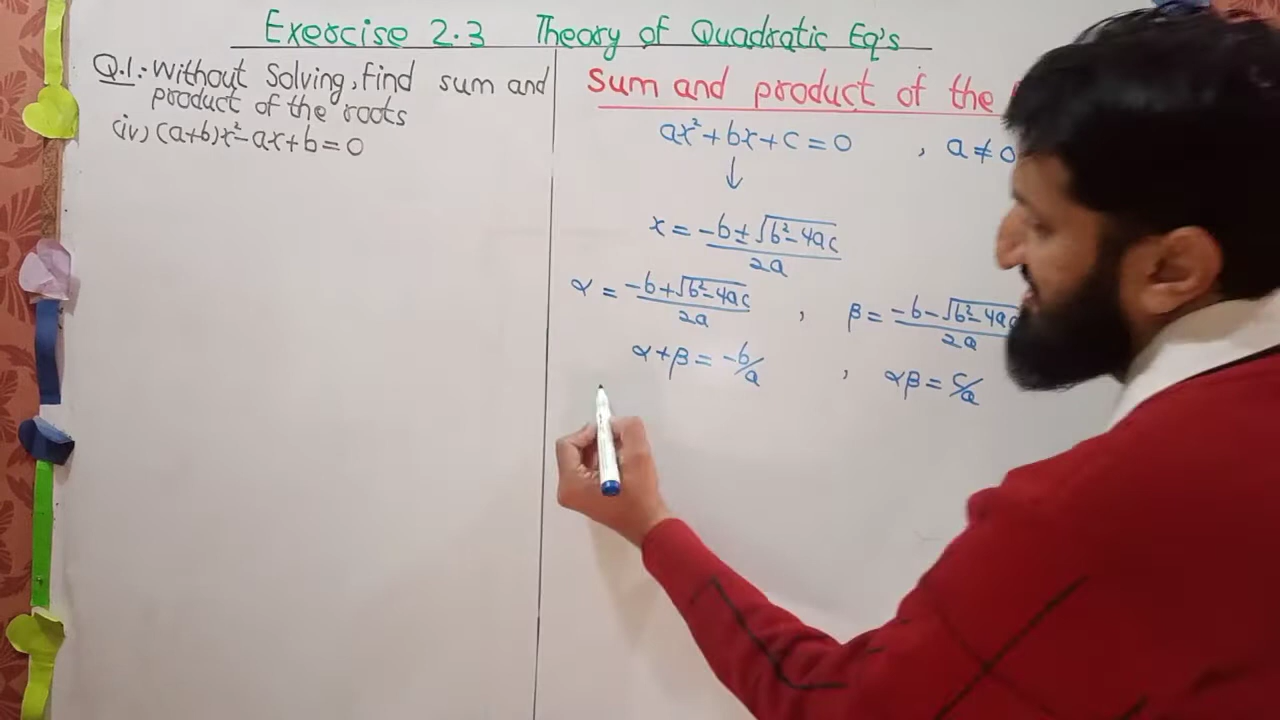 Exercise 2.3 Theory of Quadratic Eq's
Q.1:- Without Solving, Find sum and
product of the roots
(iv) (a+b)x²-ax+b=0
Sum and product of the
ax²+bx+c=0 , a≠0
↓
x = -b±√b²-4ac/2a
α = -b+√b²-4ac/2a , β = -b-√b²-4ac/2a
α+β = -b/a , αβ = c/a